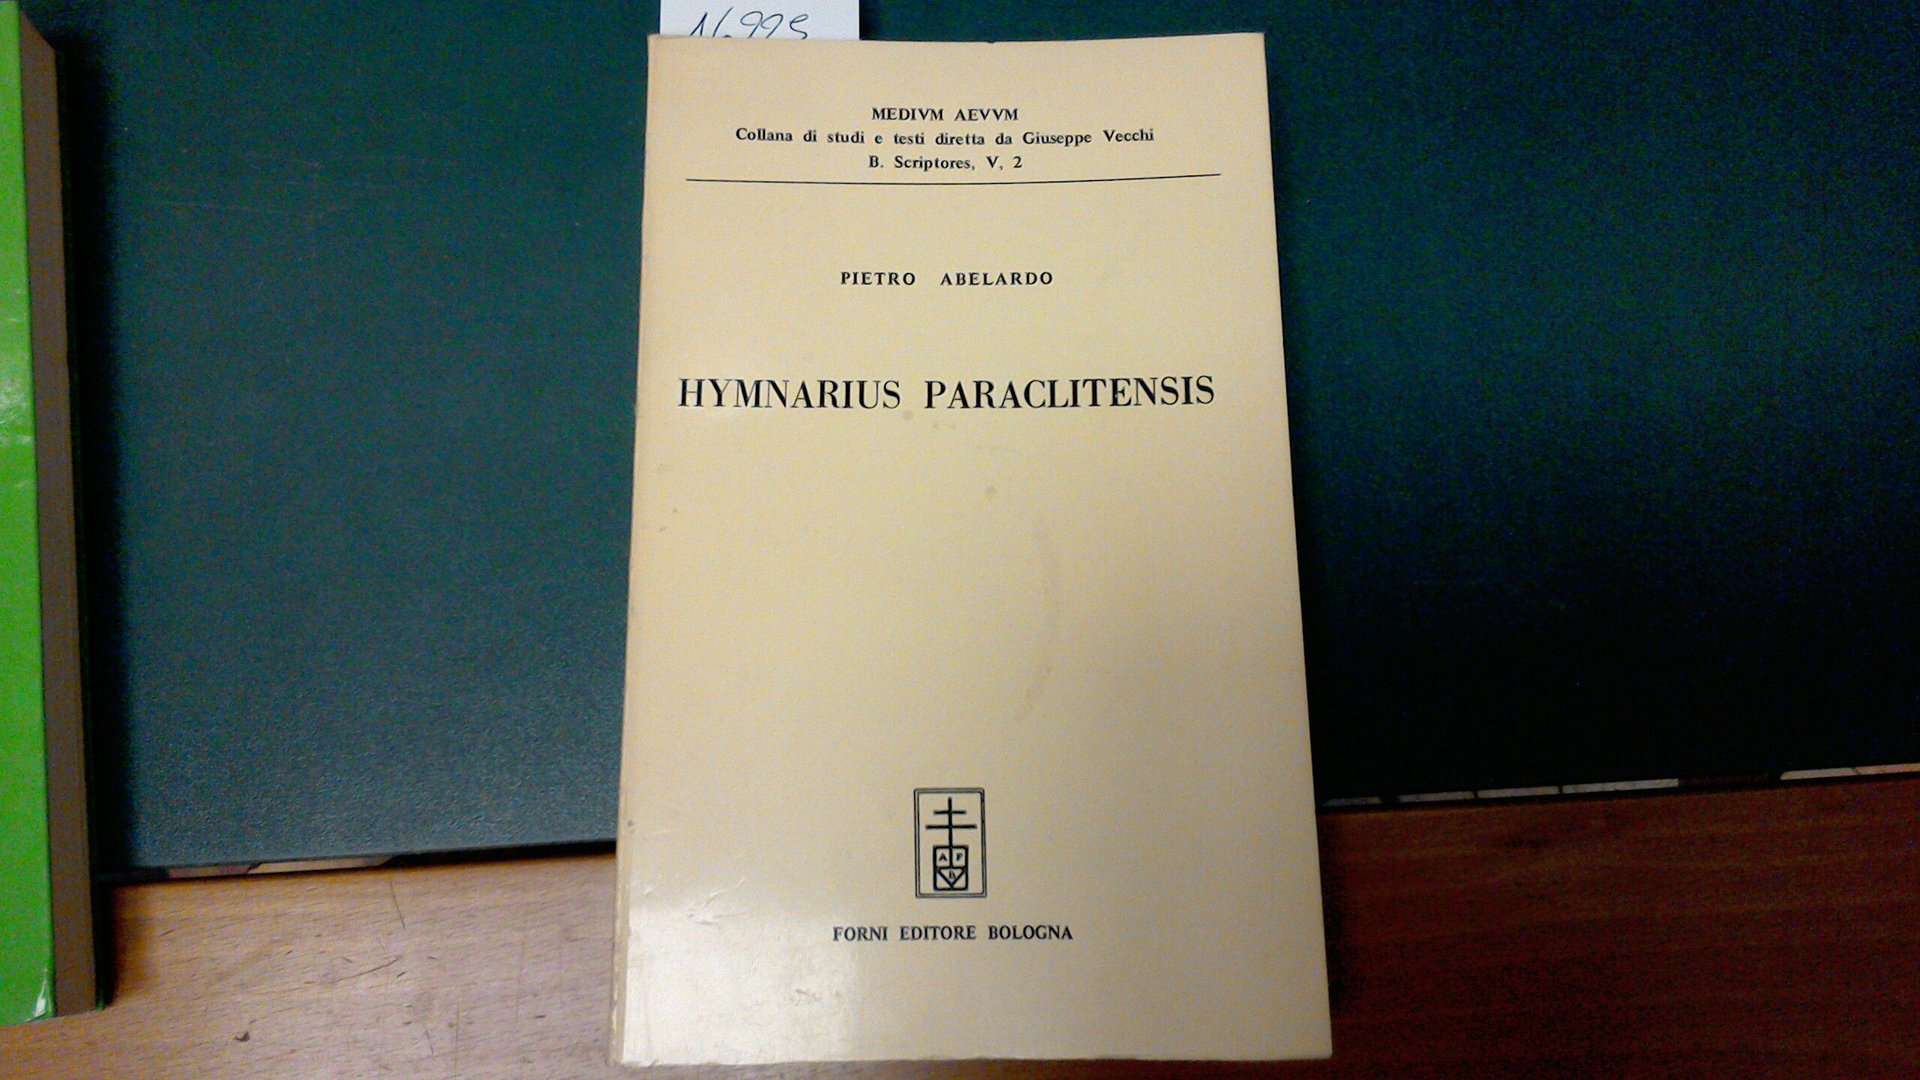 MEDIVM AEVVM
Collana di studi e testi diretta da Giuseppe Vecchi
B. Scriptores, V, 2
PIETRO ABELARDO
HYMNARIUS PARACLITENSIS
A F
B
FORNI EDITORE BOLOGNA